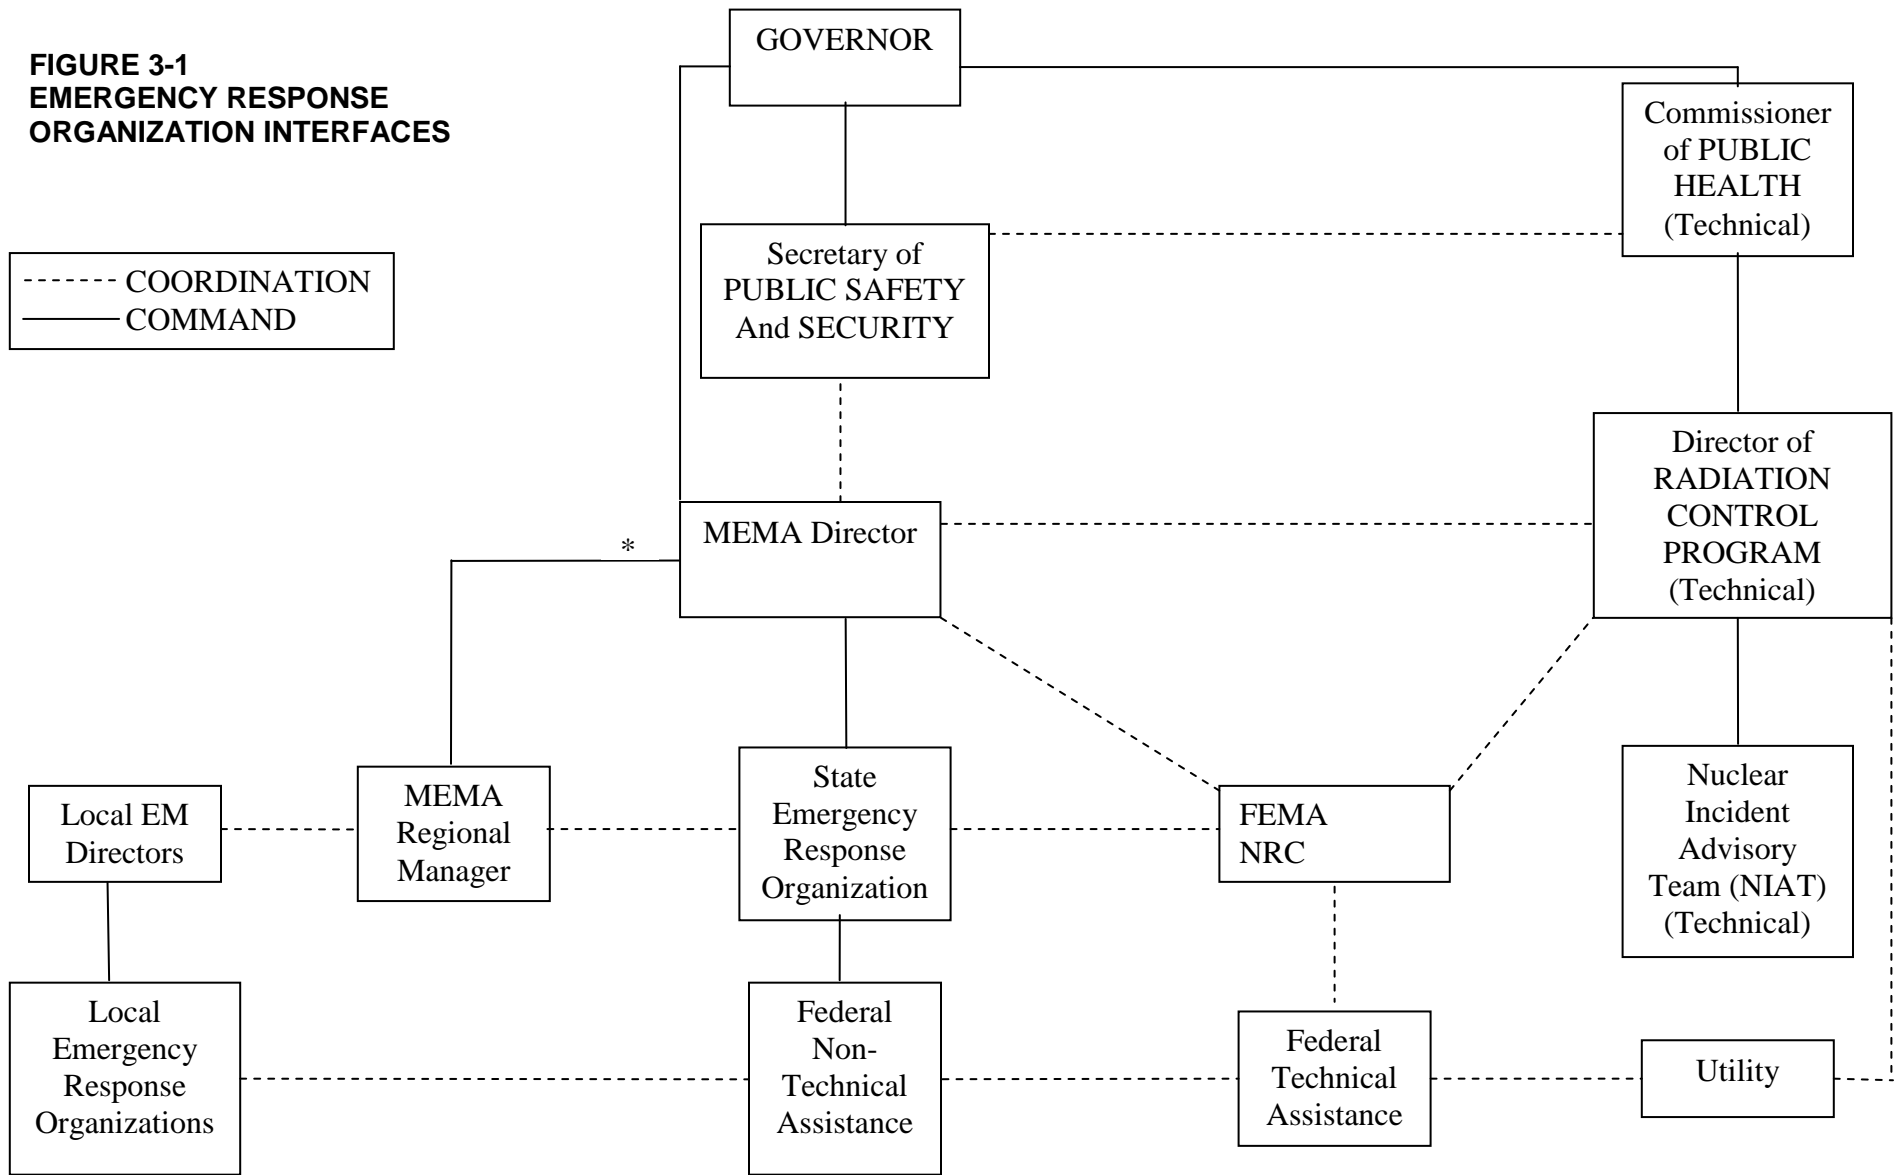 FIGURE 3-1
EMERGENCY RESPONSE
ORGANIZATION INTERFACES
COORDINATION
COMMAND
GOVERNOR
Commissioner
of PUBLIC
HEALTH
(Technical)
Secretary of
PUBLIC SAFETY
And SECURITY
Director of
RADIATION
CONTROL
PROGRAM
(Technical)
MEMA Director
*
Local EM
Directors
MEMA
Regional
Manager
State
Emergency
Response
Organization
FEMA
NRC
Nuclear
Incident
Advisory
Team (NIAT)
(Technical)
Local
Emergency
Response
Organizations
Federal
Non-
Technical
Assistance
Federal
Technical
Assistance
Utility